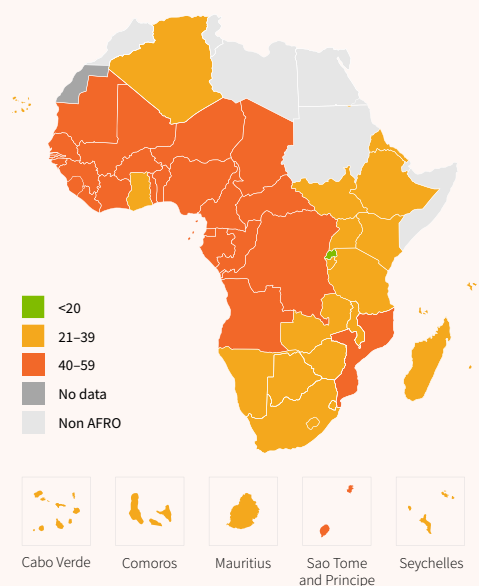 <20
21–39
40–59
No data
Non AFRO
Cabo Verde
Comoros
Mauritius
Sao Tome
and Principe
Seychelles